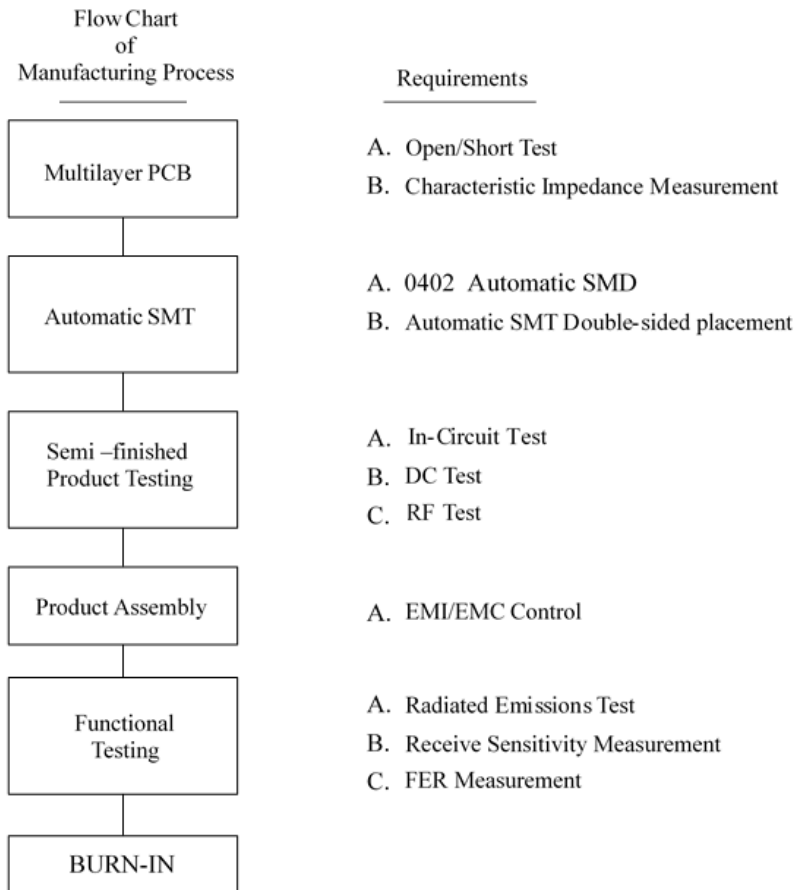 Flow Chart
of
Manufacturing Process
Requirements
Multilayer PCB
A. Open/Short Test
B. Characteristic Impedance Measurement
Automatic SMT
A. 0402 Automatic SMD
B. Automatic SMT Double-sided placement
Semi –finished
Product Testing
A. In-Circuit Test
B. DC Test
C. RF Test
Product Assembly
A. EMI/EMC Control
Functional
Testing
A. Radiated Emissions Test
B. Receive Sensitivity Measurement
C. FER Measurement
BURN-IN